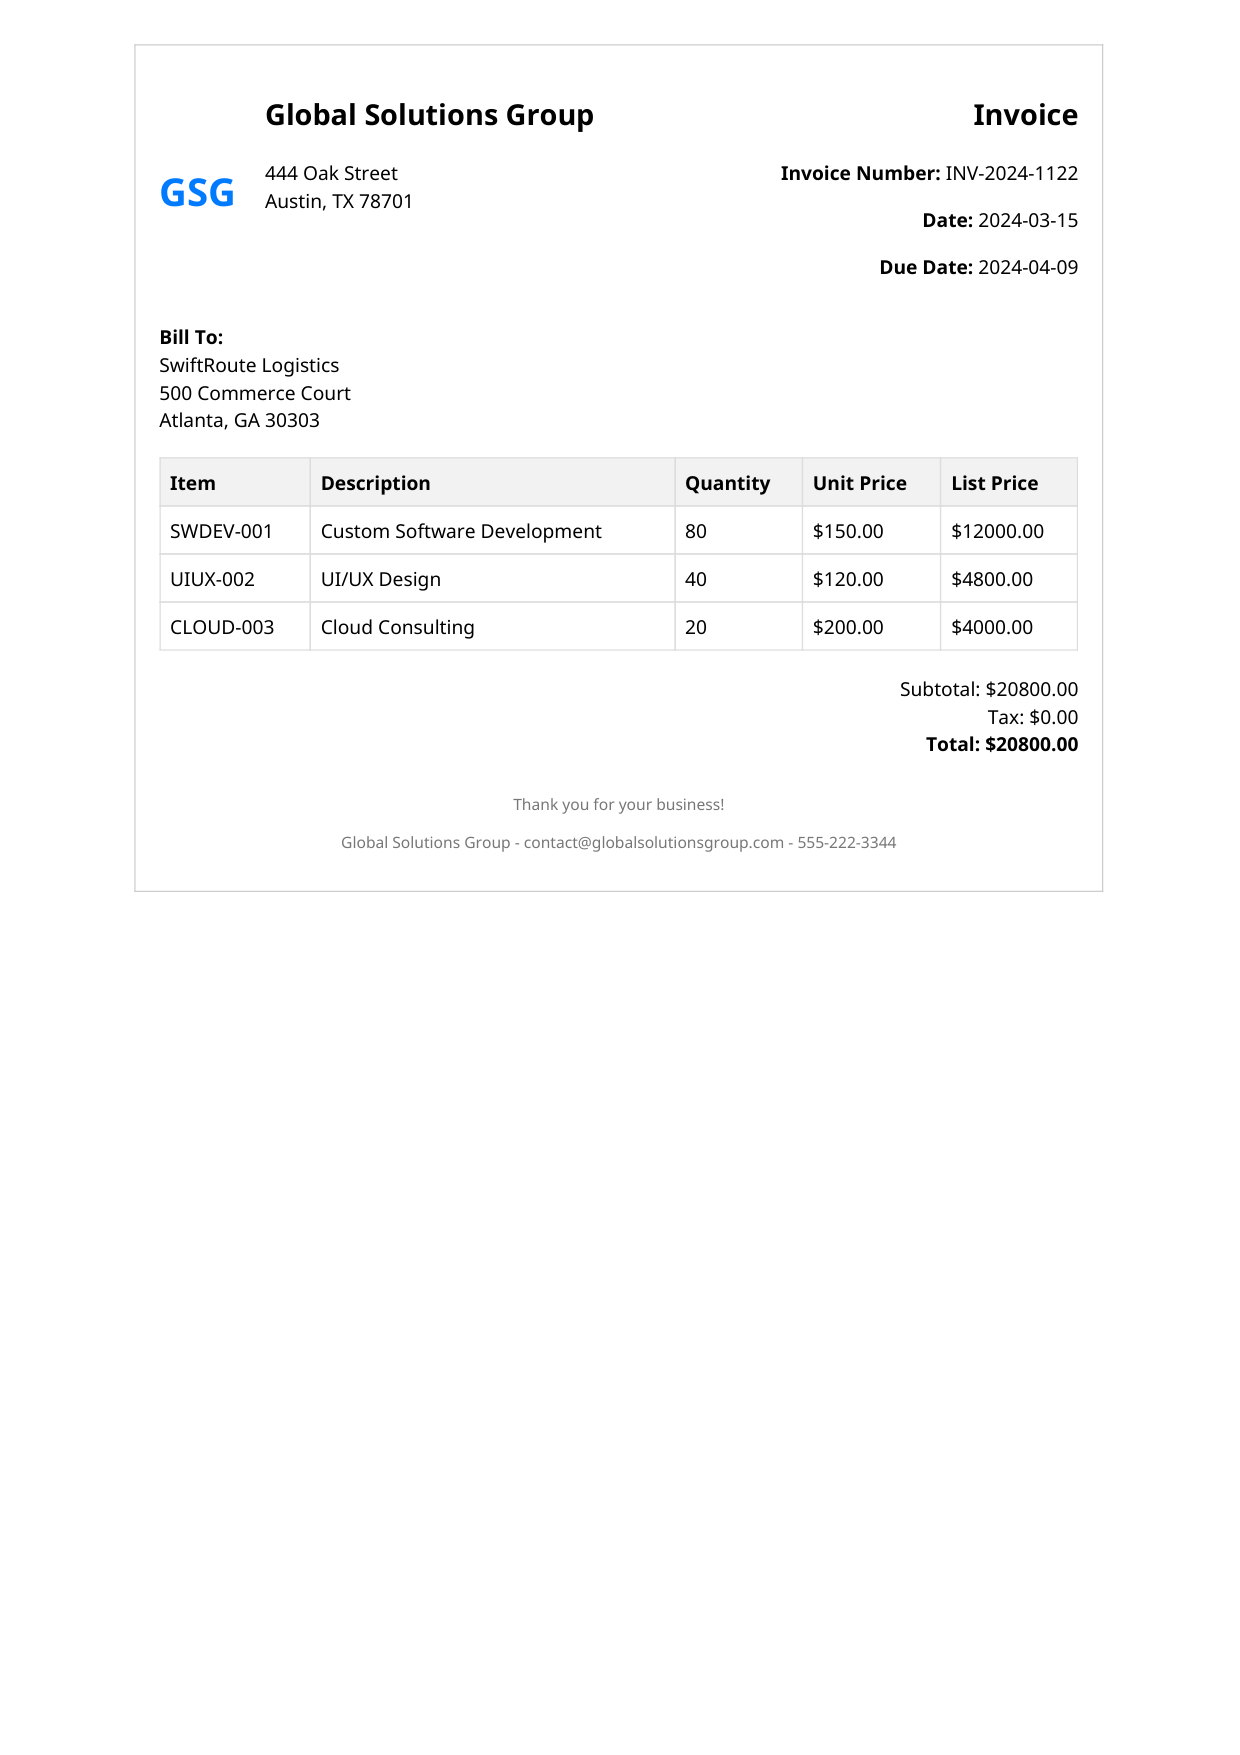 Global Solutions Group
Invoice
GSG
444 Oak Street
Austin, TX 78701
Invoice Number: INV-2024-1122
Date: 2024-03-15
Due Date: 2024-04-09
Bill To:
SwiftRoute Logistics
500 Commerce Court
Atlanta, GA 30303
Item Description Quantity Unit Price List Price
SWDEV-001 Custom Software Development 80 $150.00 $12000.00
UIUX-002 UI/UX Design 40 $120.00 $4800.00
CLOUD-003 Cloud Consulting 20 $200.00 $4000.00
Subtotal: $20800.00
Tax: $0.00
Total: $20800.00
Thank you for your business!
Global Solutions Group - contact@globalsolutionsgroup.com - 555-222-3344